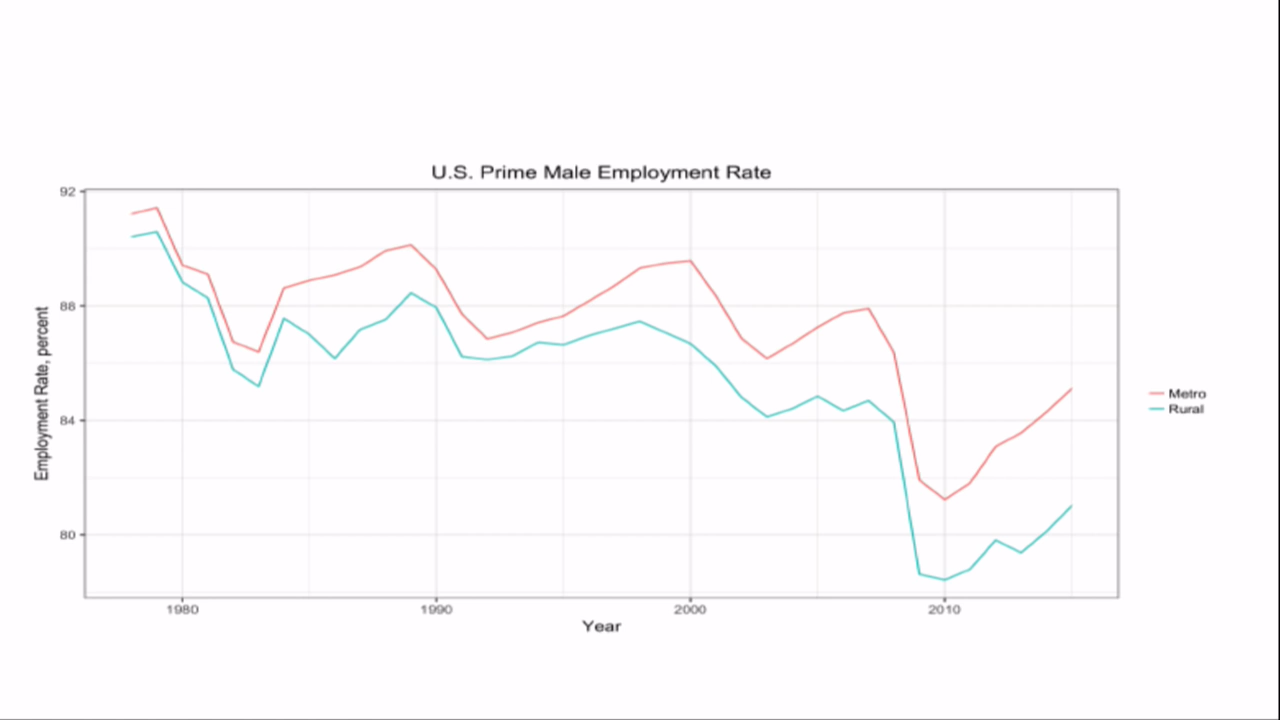 U.S. Prime Male Employment Rate
92
88
84
80
Employment Rate, percent
1980
1990
2000
2010
Year
Metro
Rural